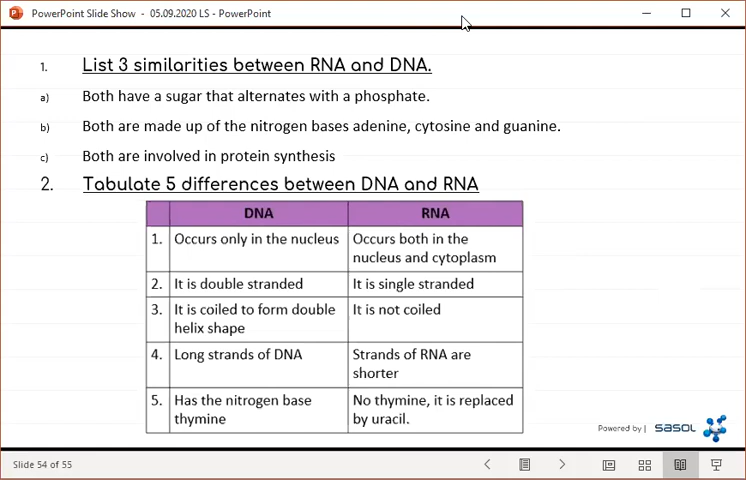 PowerPoint Slide Show - 05.09.2020 LS - PowerPoint
1. List 3 similarities between RNA and DNA.
a) Both have a sugar that alternates with a phosphate.
b) Both are made up of the nitrogen bases adenine, cytosine and guanine.
c) Both are involved in protein synthesis
2. Tabulate 5 differences between DNA and RNA
DNA RNA
1. Occurs only in the nucleus Occurs both in the
nucleus and cytoplasm
2. It is double stranded It is single stranded
3. It is coiled to form double It is not coiled
helix shape
4. Long strands of DNA Strands of RNA are
shorter
5. Has the nitrogen base No thymine, it is replaced
thymine by uracil.
Powered by | sasol
Slide 54 of 55